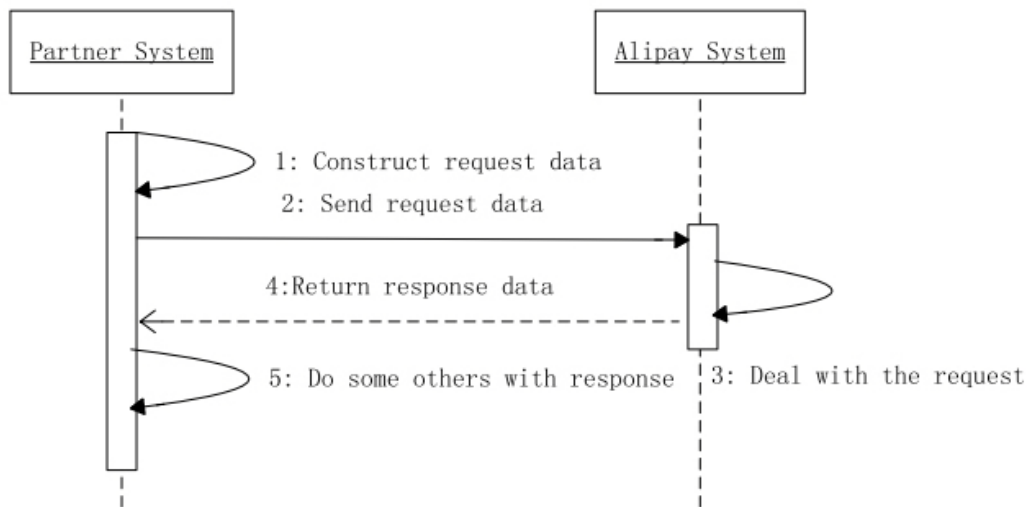 Partner System
Alipay System
1: Construct request data
2: Send request data
4:Return response data
5: Do some others with response
3: Deal with the request